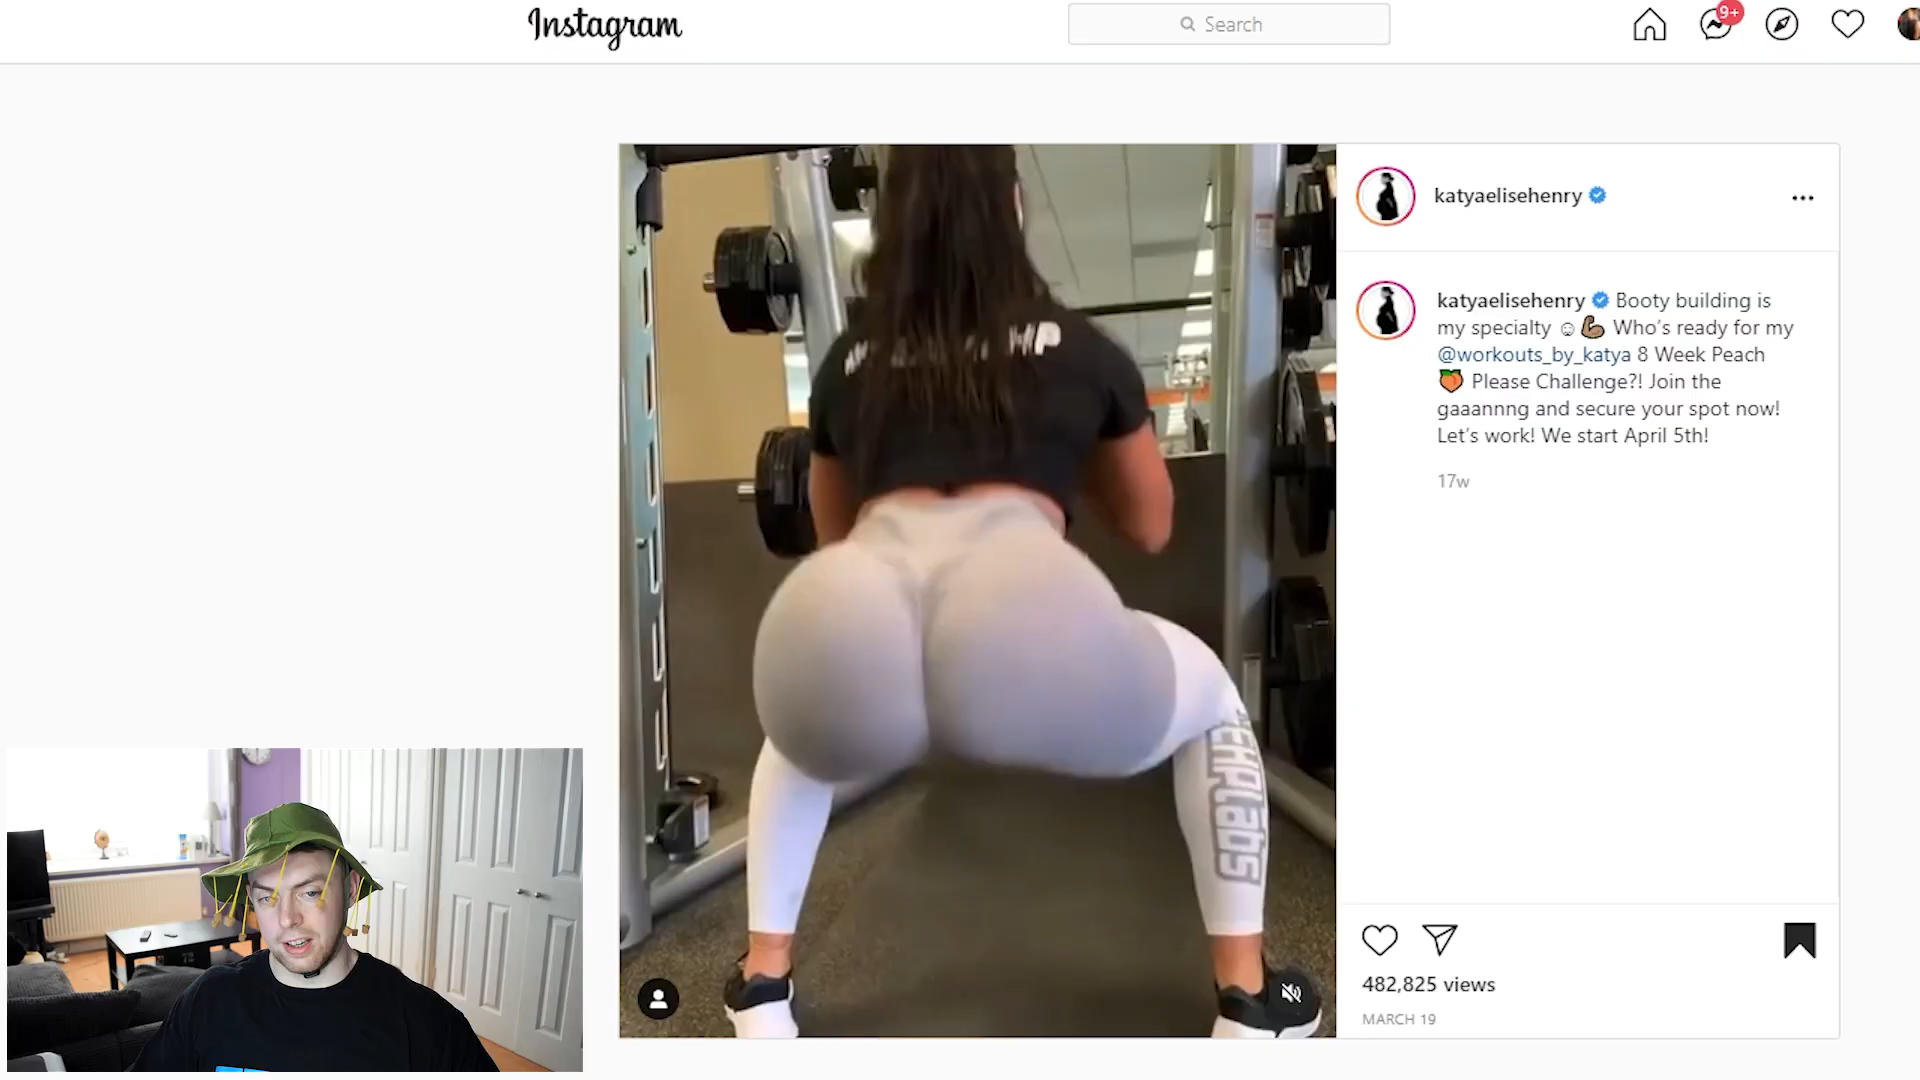 Instagram
Search
9+
katyaelisehenry
katyaelisehenry Booty building is
my specialty ☺💪🏽 Who's ready for my
@workouts_by_katya 8 Week Peach
🍑 Please Challenge?! Join the
gaaannng and secure your spot now!
Let's work! We start April 5th!
17w
HP
EHPlabs
482,825 views
MARCH 19